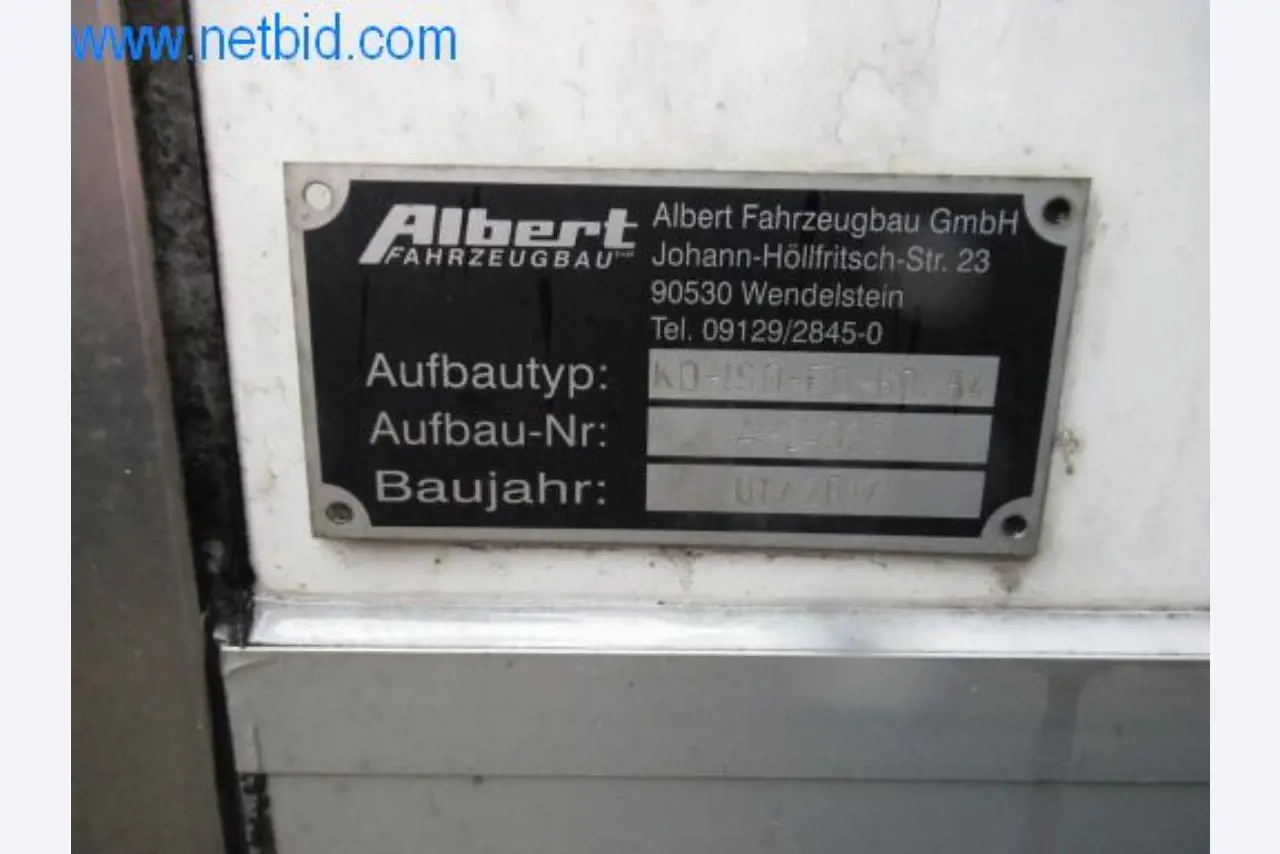 www.netbid.com
Albert
FAHRZEUGBAU
Albert Fahrzeugbau GmbH
Johann-Höllfritsch-Str. 23
90530 Wendelstein
Tel. 09129/2845-0
Aufbautyp:
Aufbau-Nr:
Baujahr: